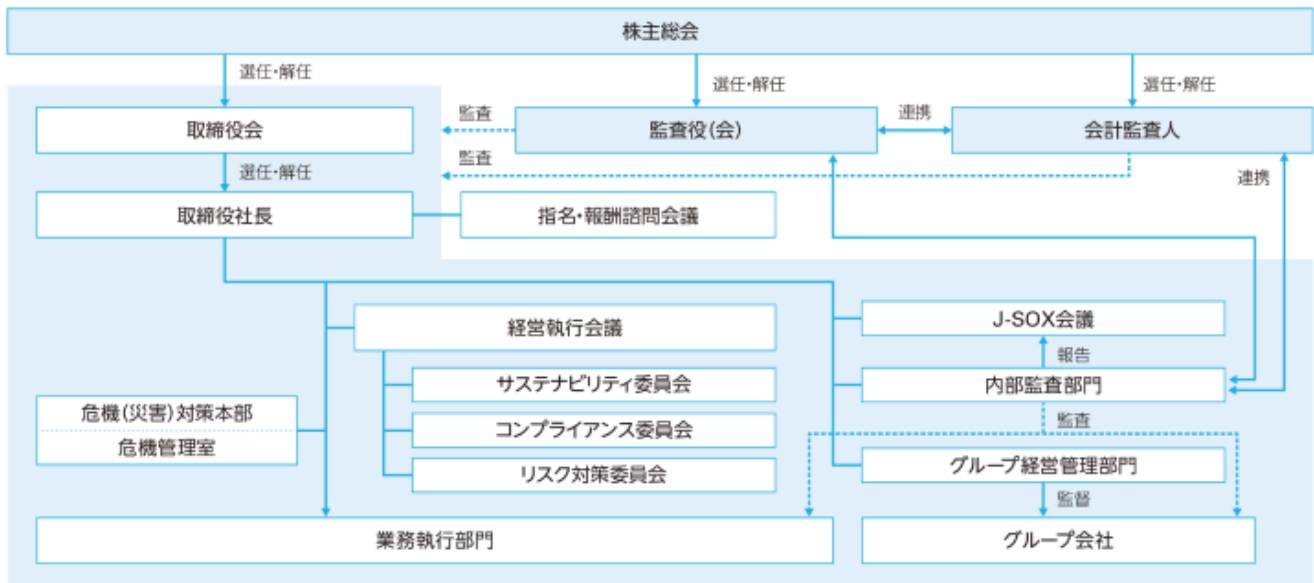 株主総会
選任・解任
選任・解任
選任・解任
取締役会
監査
監査役(会)
連携
会計監査人
監査
選任・解任
連携
取締役社長
指名・報酬諮問会議
経営執行会議
J-SOX会議
報告
サステナビリティ委員会
内部監査部門
危機(災害)対策本部
危機管理室
コンプライアンス委員会
監査
リスク対策委員会
グループ経営管理部門
監督
業務執行部門
グループ会社